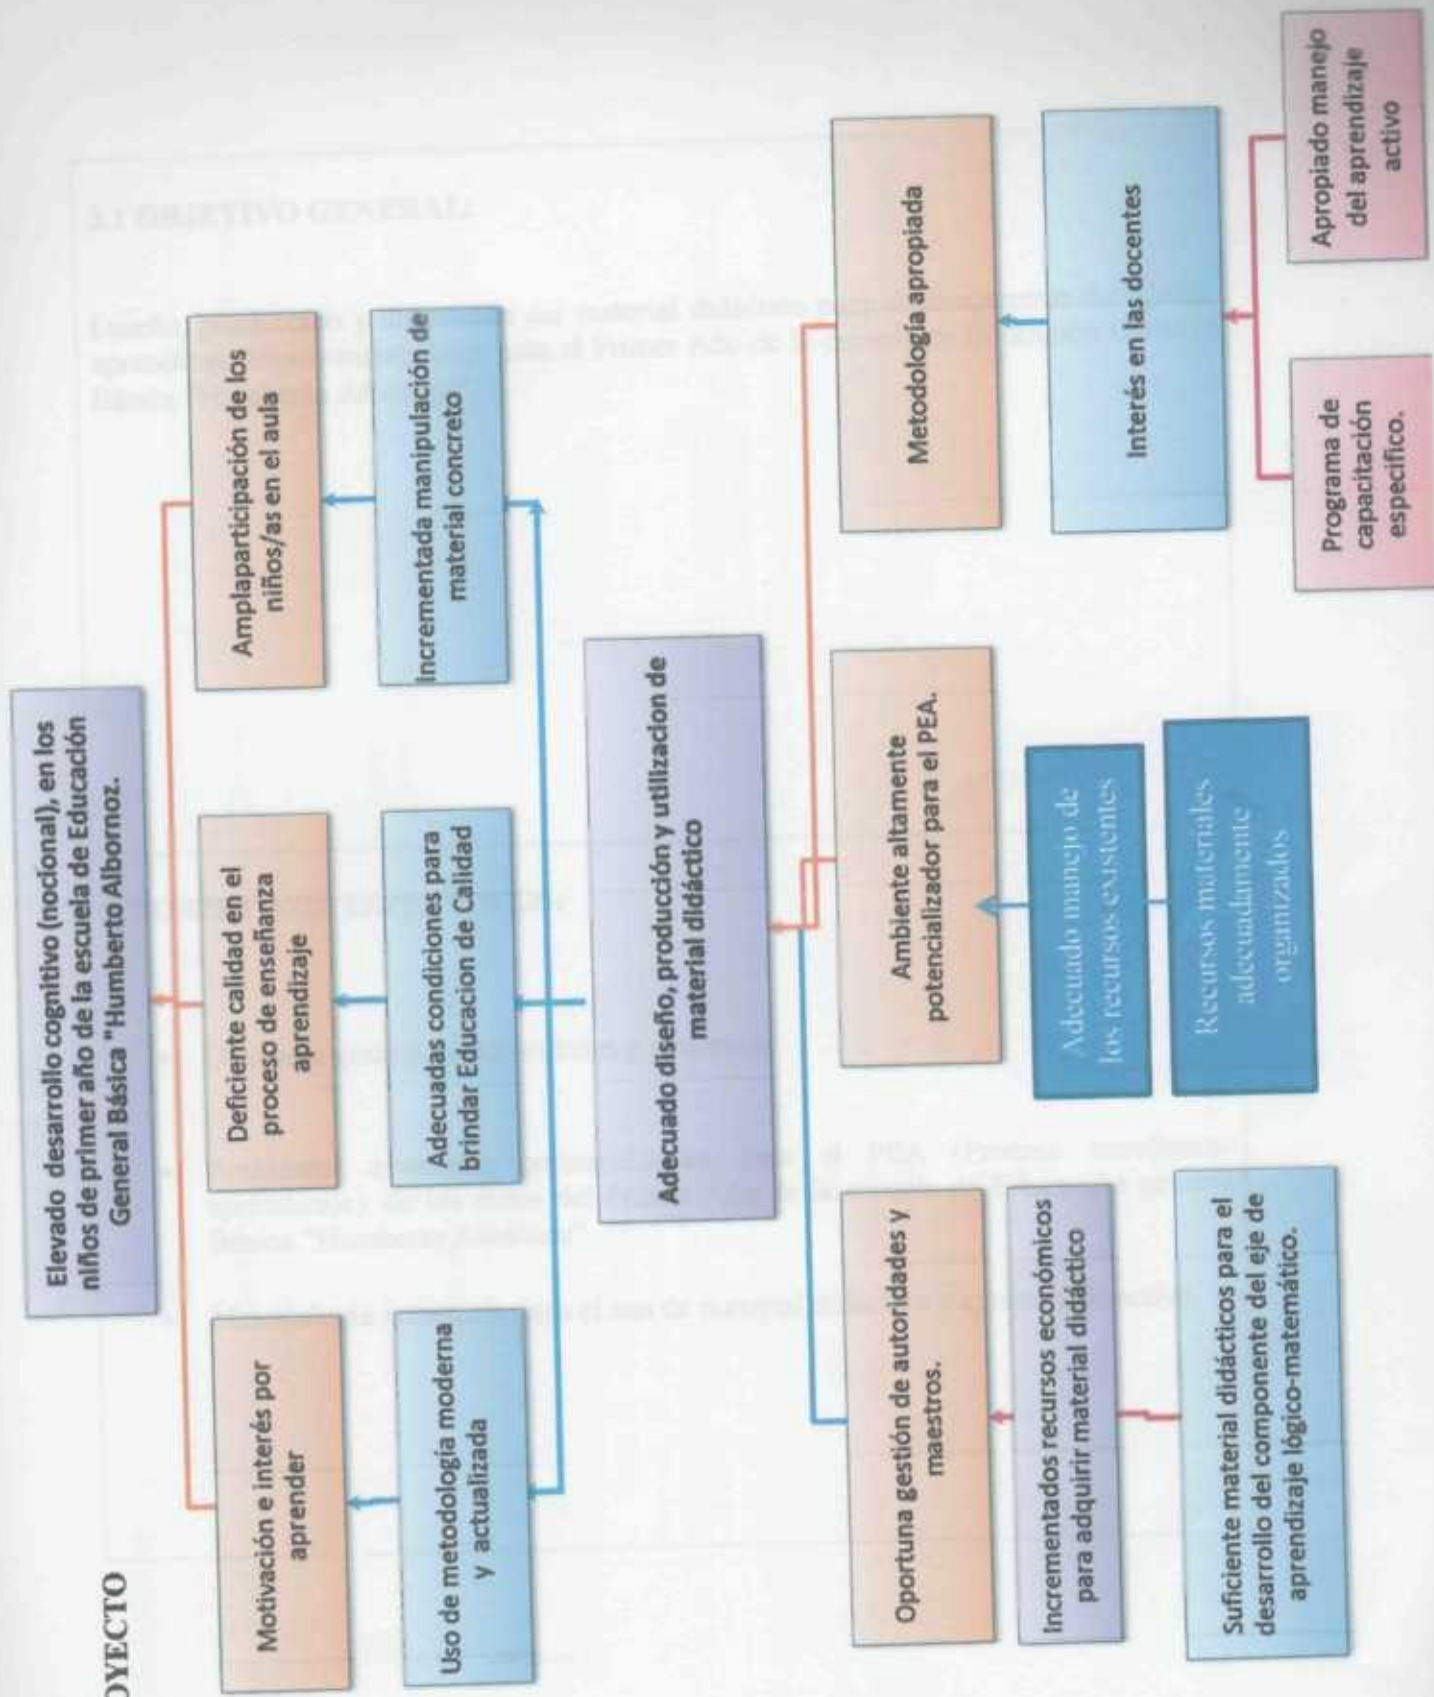 OYECTO
Elevado desarrollo cognitivo (nocional), en los
niños de primer año de la escuela de Educación
General Básica "Humberto Albornoz.
Motivación e interés por
aprender
Deficiente calidad en el
proceso de enseñanza
aprendizaje
Amplaparticipación de los
niños/as en el aula
Uso de metodología moderna
y actualizada
Adecuadas condiciones para
brindar Educacion de Calidad
Incrementada manipulación de
material concreto
Adecuado diseño, producción y utilizacion de
material didáctico
Oportuna gestión de autoridades y
maestros.
Ambiente altamente
potencializador para el PEA.
Metodología apropiada
Incrementados recursos económicos
para adquirir material didáctico
Adecuado manejo de
los recursos existentes
Interés en las docentes
Suficiente material didácticos para el
desarrollo del componente del eje de
aprendizaje lógico-matemático.
Recursos materiales
adecuadamente
organizados
Programa de
capacitación
especifico.
Apropiado manejo
del aprendizaje
activo
3.1 OBJETIVO GENERAL: